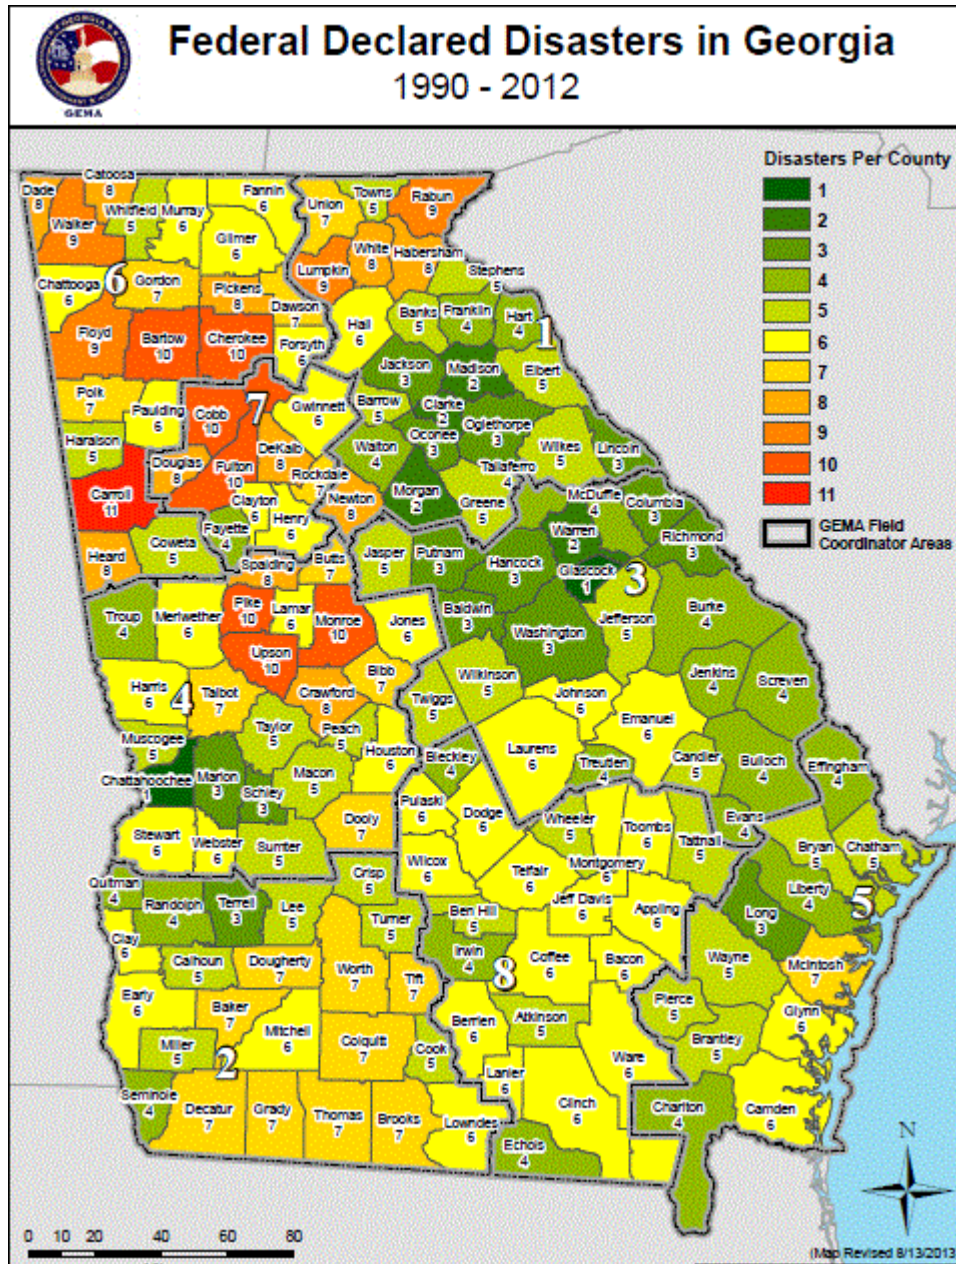 GEORGIA
GEMA
Federal Declared Disasters in Georgia
1990 - 2012
Disasters Per County
1
2
3
4
5
6
7
8
9
10
11
GEMA Field
Coordinator Areas
Dade
8
Catoosa
8
Walker
9
Whitfield
5
Murray
6
Fannin
6
Gilmer
6
Union
7
Towns
5
Rabun
9
White
8
Habersham
8
Lumpkin
9
Stephens
5
Chattooga
6
6
Gordon
7
Pickens
8
Dawson
7
Hall
6
Banks
5
Franklin
4
Hart
4
1
Floyd
9
Bartow
10
Cherokee
10
Forsyth
6
Jackson
3
Madison
2
Elbert
5
Polk
7
Paulding
6
Cobb
10
7
Gwinnett
6
Barrow
5
Clarke
2
Oconee
3
Oglethorpe
3
Wilkes
5
Lincoln
3
Haralson
5
Douglas
8
Fulton
10
DeKalb
8
Rockdale
7
Newton
8
Walton
4
Morgan
2
Greene
5
Taliaferro
4
Carroll
11
Clayton
6
Henry
6
Fayette
4
McDuffie
4
Columbia
3
Warren
2
Richmond
3
Heard
8
Coweta
5
Spalding
8
Butts
7
Jasper
5
Putnam
3
Hancock
3
Glascock
1
3
Troup
4
Meriwether
6
Pike
10
Lamar
6
Monroe
10
Jones
6
Baldwin
3
Washington
3
Jefferson
5
Burke
4
Upson
10
Bibb
7
Wilkinson
5
Jenkins
4
Screven
4
Harris
6
4
Talbot
7
Crawford
8
Twiggs
5
Johnson
6
Emanuel
6
Muscogee
5
Taylor
5
Peach
5
Houston
6
Bleckley
4
Laurens
6
Treutlen
4
Candler
5
Bulloch
4
Effingham
4
Chattahoochee
1
Marion
3
Schley
3
Macon
5
Dooly
7
Pulaski
6
Dodge
6
Wheeler
5
Toombs
6
Montgomery
6
Tattnall
5
Evans
4
Bryan
5
Chatham
5
Stewart
6
Webster
6
Sumter
5
Crisp
5
Wilcox
6
Telfair
6
Jeff Davis
6
Appling
6
Long
3
Liberty
4
5
Quitman
4
Randolph
4
Terrell
3
Lee
5
Turner
5
Ben Hill
5
Irwin
4
8
Coffee
6
Bacon
6
Wayne
5
McIntosh
7
Clay
6
Calhoun
5
Dougherty
7
Worth
7
Tift
7
Pierce
5
Glynn
6
Early
6
Baker
7
Mitchell
6
Colquitt
7
Cook
5
Berrien
6
Atkinson
5
Ware
6
Brantley
5
Miller
5
2
Lanier
6
Clinch
6
Charlton
4
Camden
6
Seminole
4
Decatur
7
Grady
7
Thomas
7
Brooks
7
Lowndes
6
Echols
4
N
0 10 20 40 60 80
(Map Revised 8/13/2013